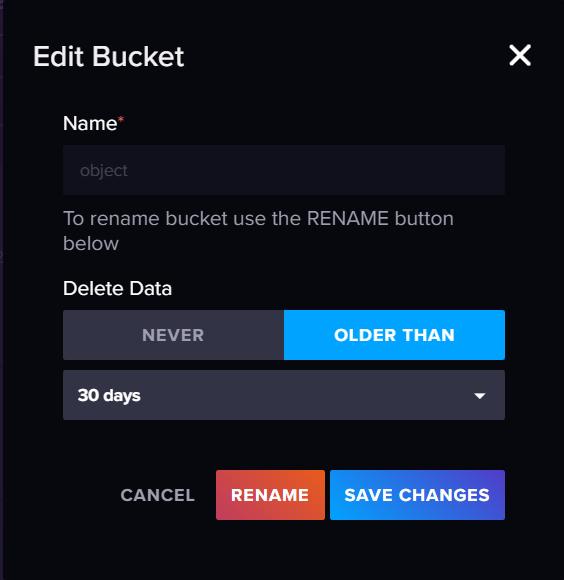 Edit Bucket
Name*
object
To rename bucket use the RENAME button
below
Delete Data
NEVER
OLDER THAN
30 days
CANCEL
RENAME
SAVE CHANGES